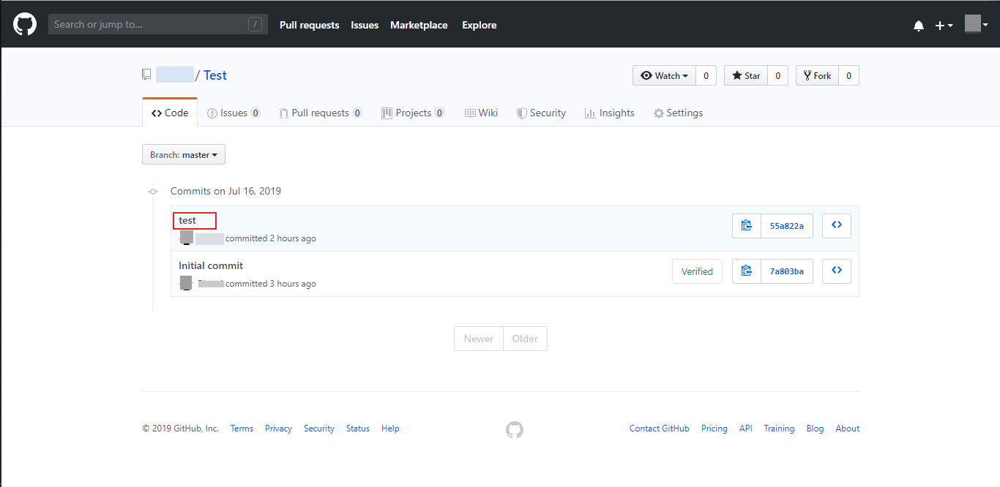 Search or jump to... / Pull requests Issues Marketplace Explore
/ Test Watch 0 Star 0 Fork 0
Code Issues 0 Pull requests 0 Projects 0 Wiki Security Insights Settings
Branch: master
Commits on Jul 16, 2019
test
55a822a
committed 2 hours ago
Initial commit
Verified 7a803ba
committed 3 hours ago
Newer Older
© 2019 GitHub, Inc. Terms Privacy Security Status Help Contact GitHub Pricing API Training Blog About